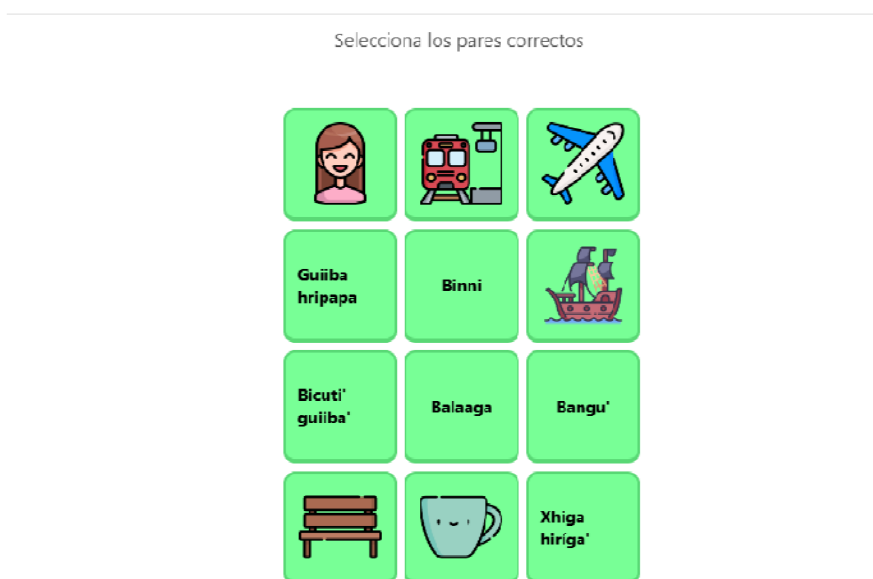 Selecciona los pares correctos
Guiiba
hripapa
Binni
Bicuti'
guiiba'
Balaaga
Bangu'
Xhiga
hiríga'